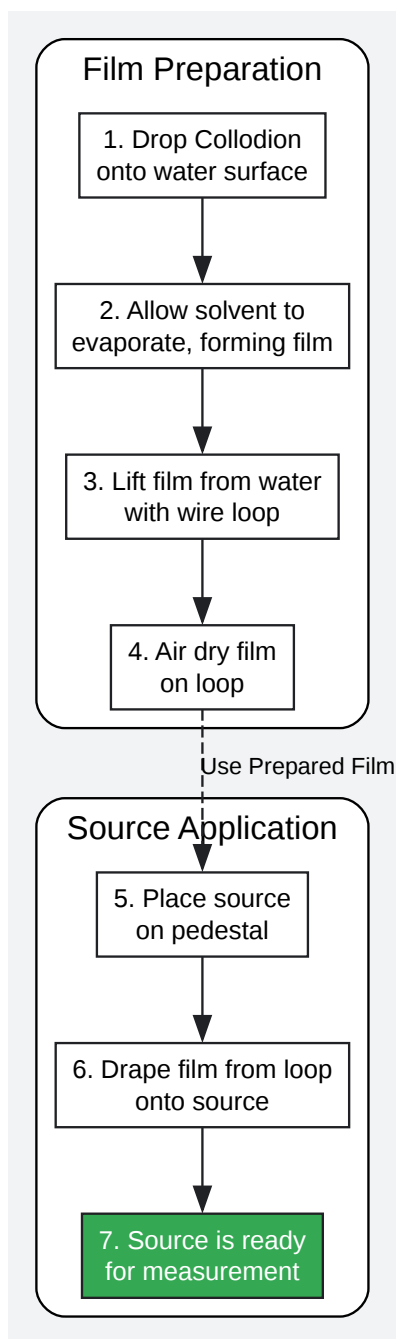 Film Preparation
1. Drop Collodion
onto water surface
2. Allow solvent to
evaporate, forming film
3. Lift film from water
with wire loop
4. Air dry film
on loop
Use Prepared Film
Source Application
5. Place source
on pedestal
6. Drape film from loop
onto source
7. Source is ready
for measurement